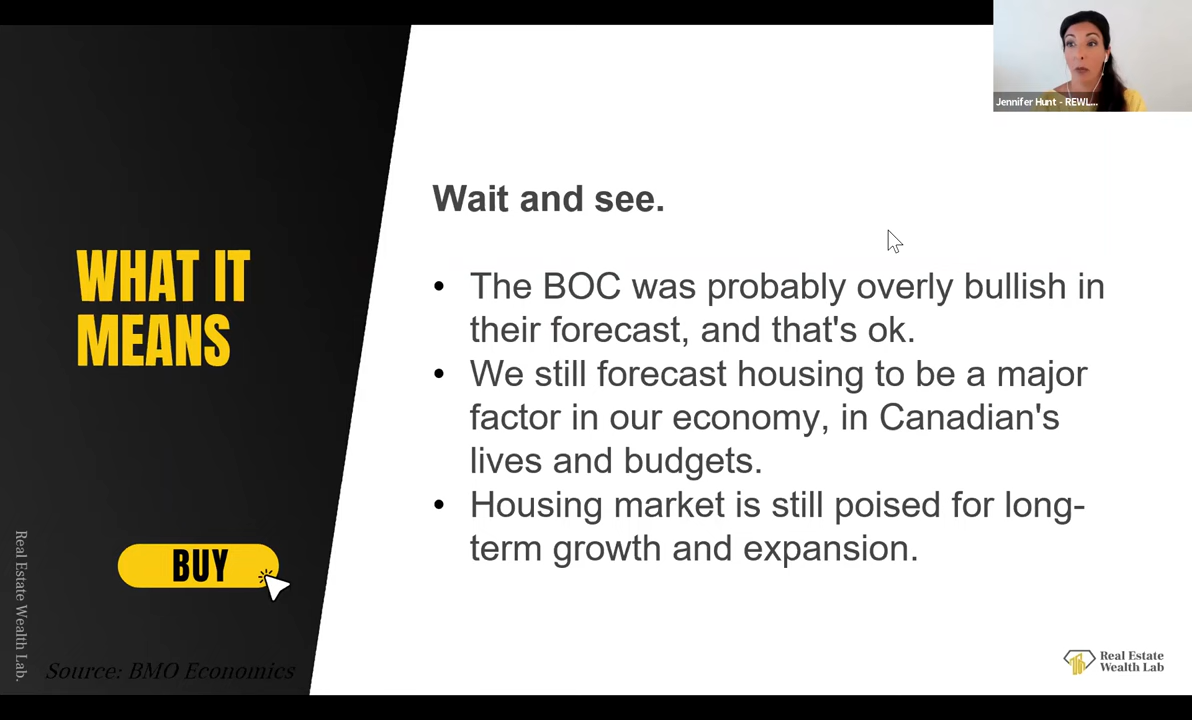 Jennifer Hunt - REWL...
WHAT IT
MEANS
BUY
Real Estate Wealth Lab.
Source: BMO Economics
Wait and see.
• The BOC was probably overly bullish in
their forecast, and that's ok.
• We still forecast housing to be a major
factor in our economy, in Canadian's
lives and budgets.
• Housing market is still poised for long-
term growth and expansion.
Real Estate
Wealth Lab